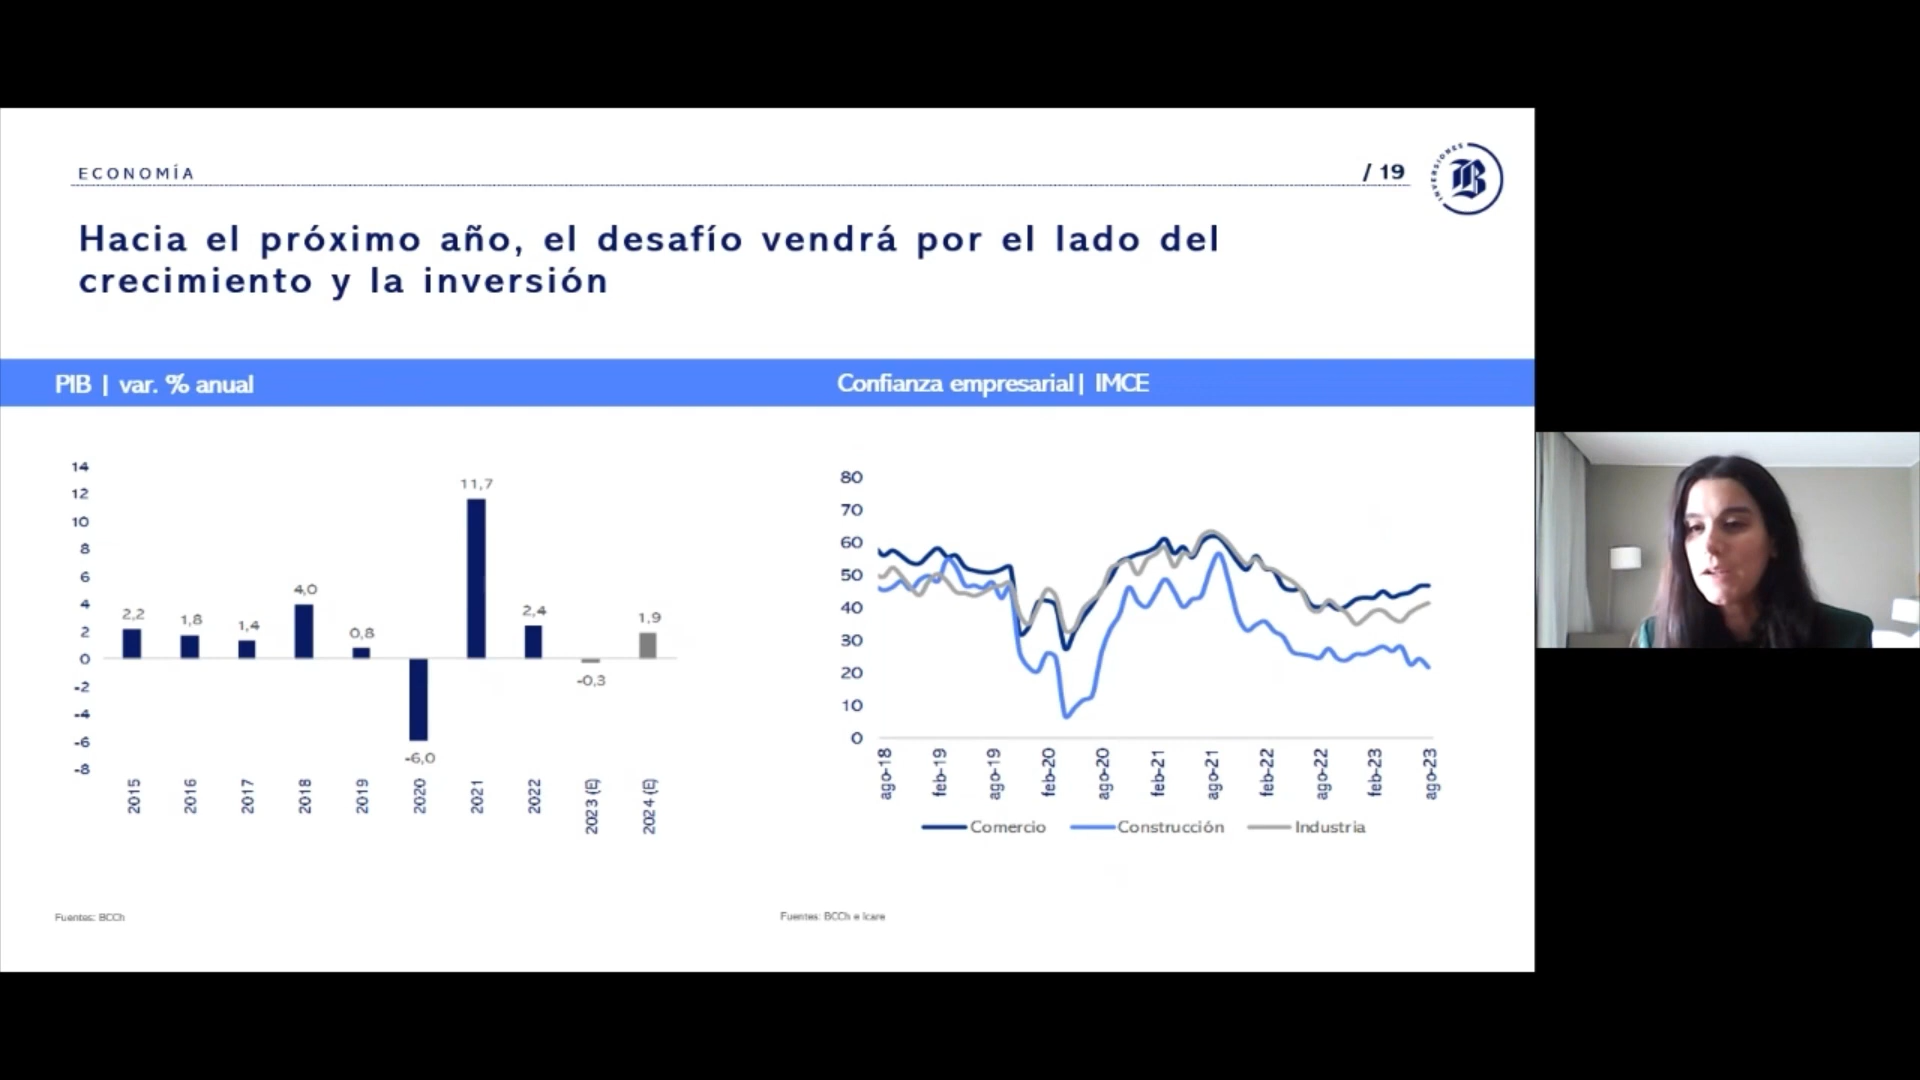 ECONOMÍA
/ 19
INVERSIONES
B
Hacia el próximo año, el desafío vendrá por el lado del
crecimiento y la inversión
PIB | var. % anual
Confianza empresarial| IMCE
14
12
10
8
6
4
2
0
-2
-4
-6
-8
2,2
1,8
1,4
4,0
0,8
-6,0
11,7
2,4
-0,3
1,9
2015
2016
2017
2018
2019
2020
2021
2022
2023 (E)
2024 (E)
80
70
60
50
40
30
20
10
0
ago-18
feb-19
ago-19
feb-20
ago-20
feb-21
ago-21
feb-22
ago-22
feb-23
ago-23
Comercio
Construcción
Industria
Fuentes: BCCh
Fuentes: BCCh e Icare